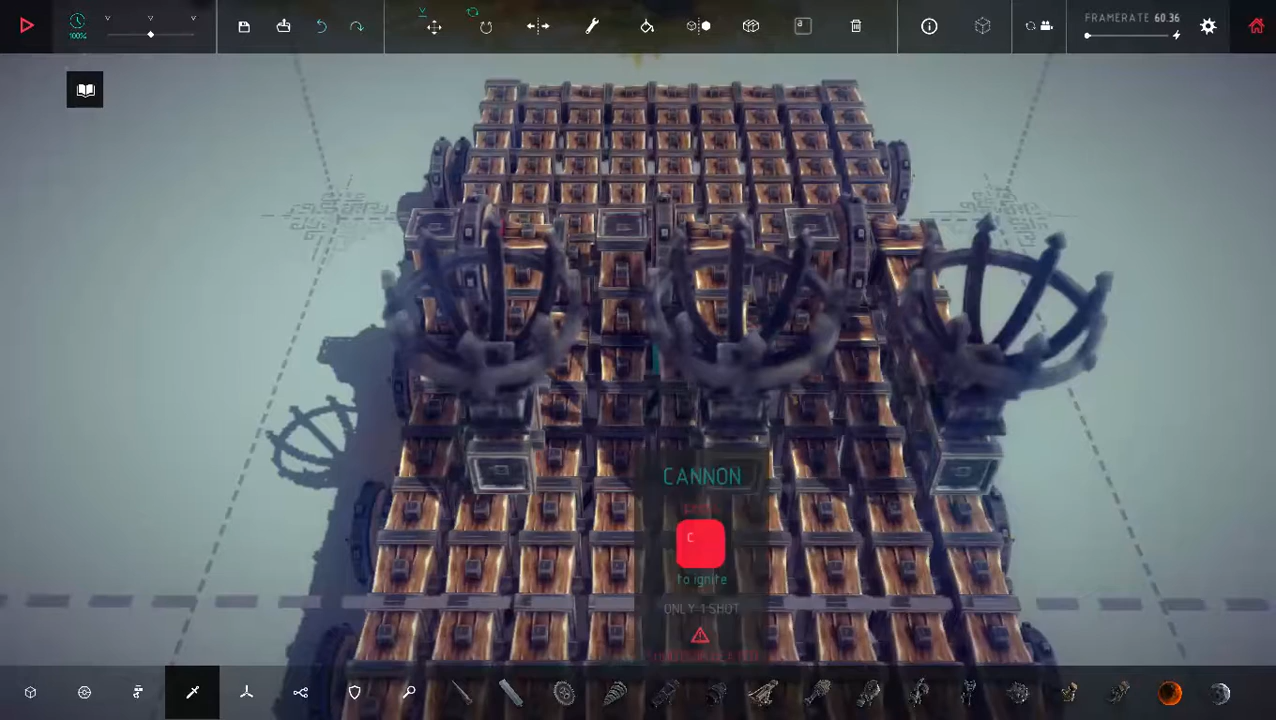 100%
FRAMERATE 60.36
a
CANNON
C
to ignite
ONLY 1 SHOT